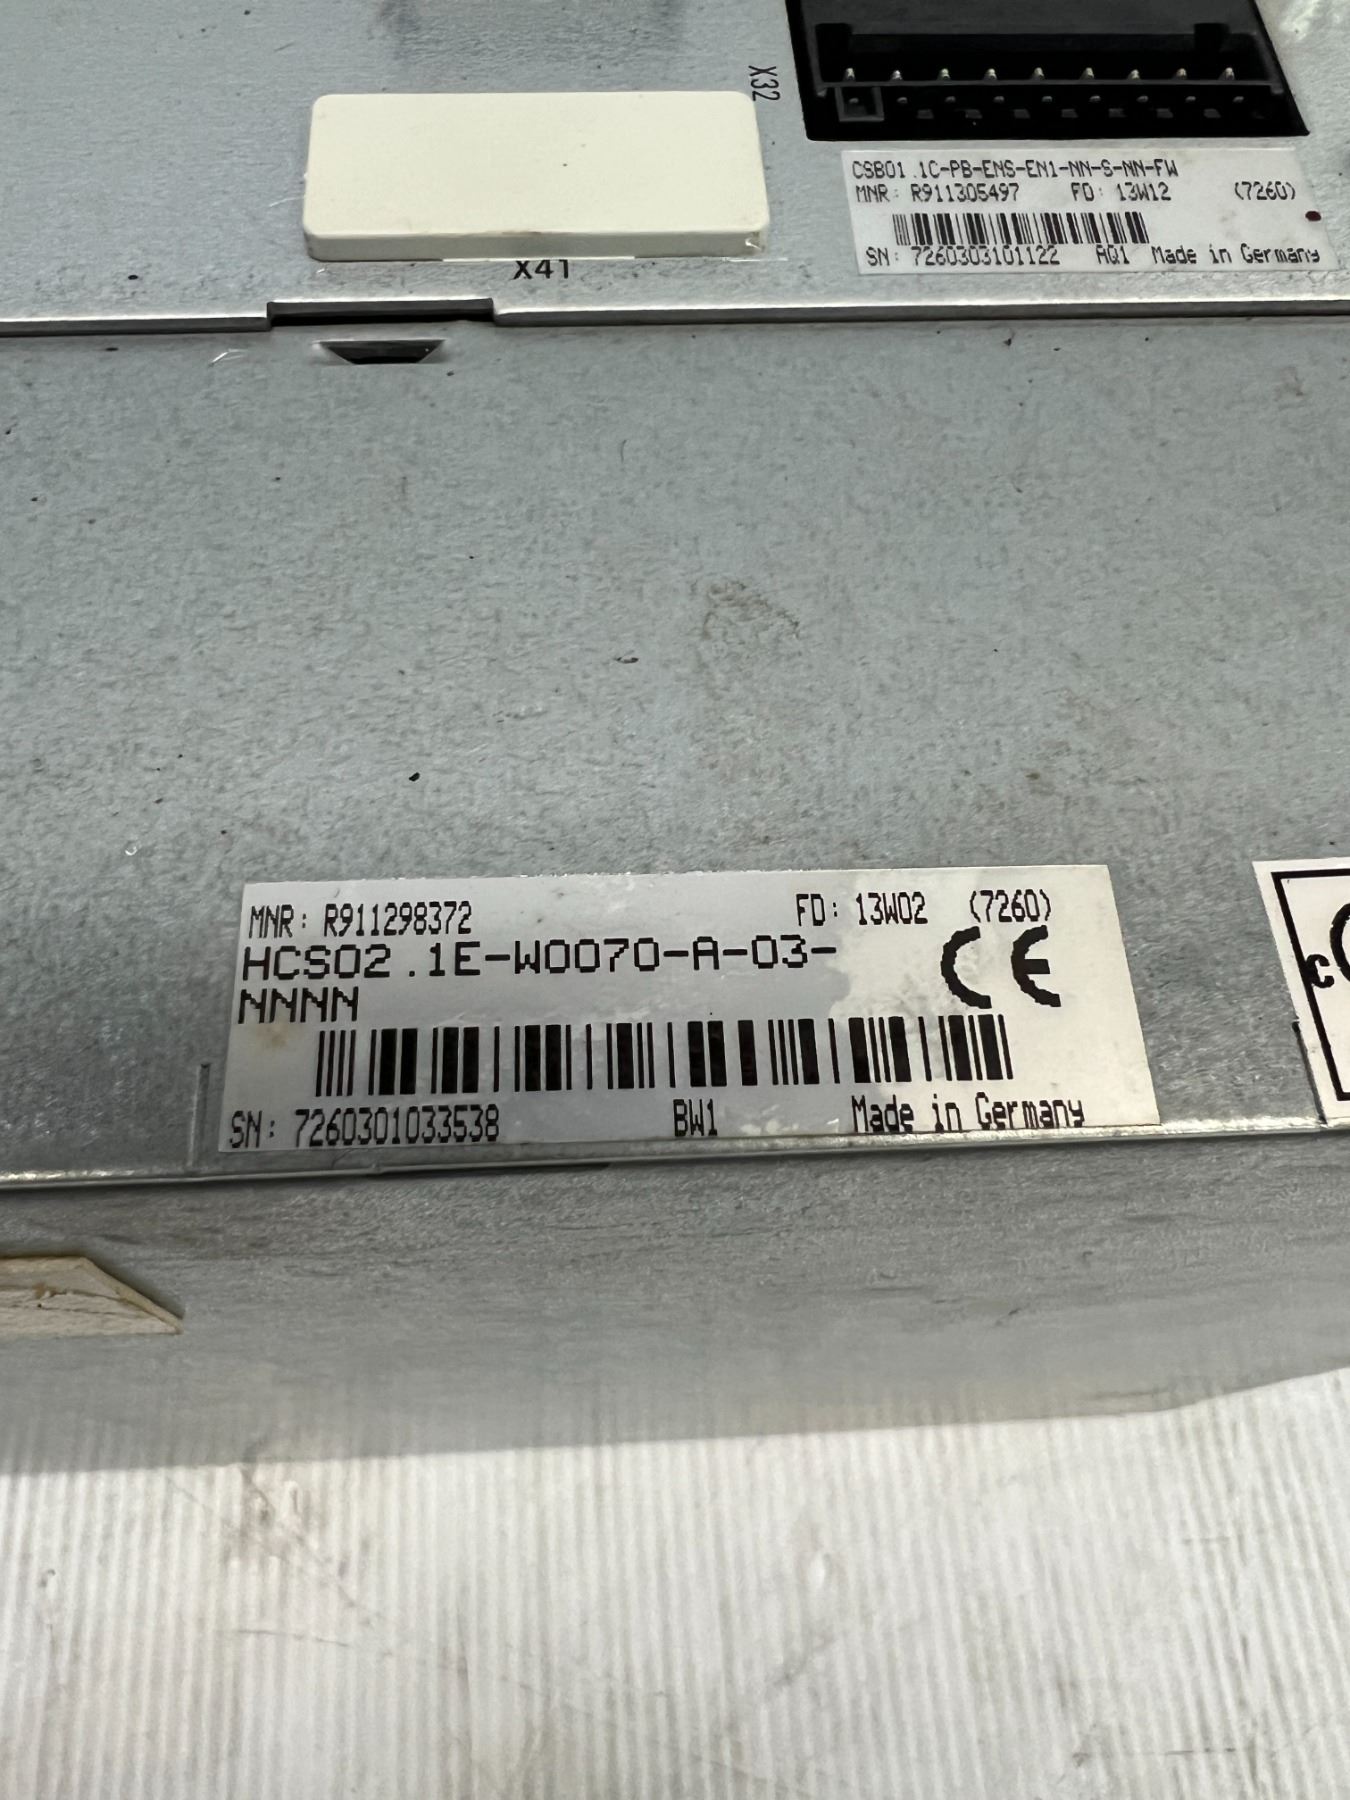 X32
CSB01.1C-PB-ENS-EN1-NN-S-NN-FW
MNR: R911305497 FD: 13W12 (7260)
SN: 7260303101122 AQ1 Made in Germany
X41
MNR: R911298372 FD: 13W02 (7260)
HCS02.1E-W0070-A-03-
NNNN
CE
SN: 7260301033538 BW1 Made in Germany
c